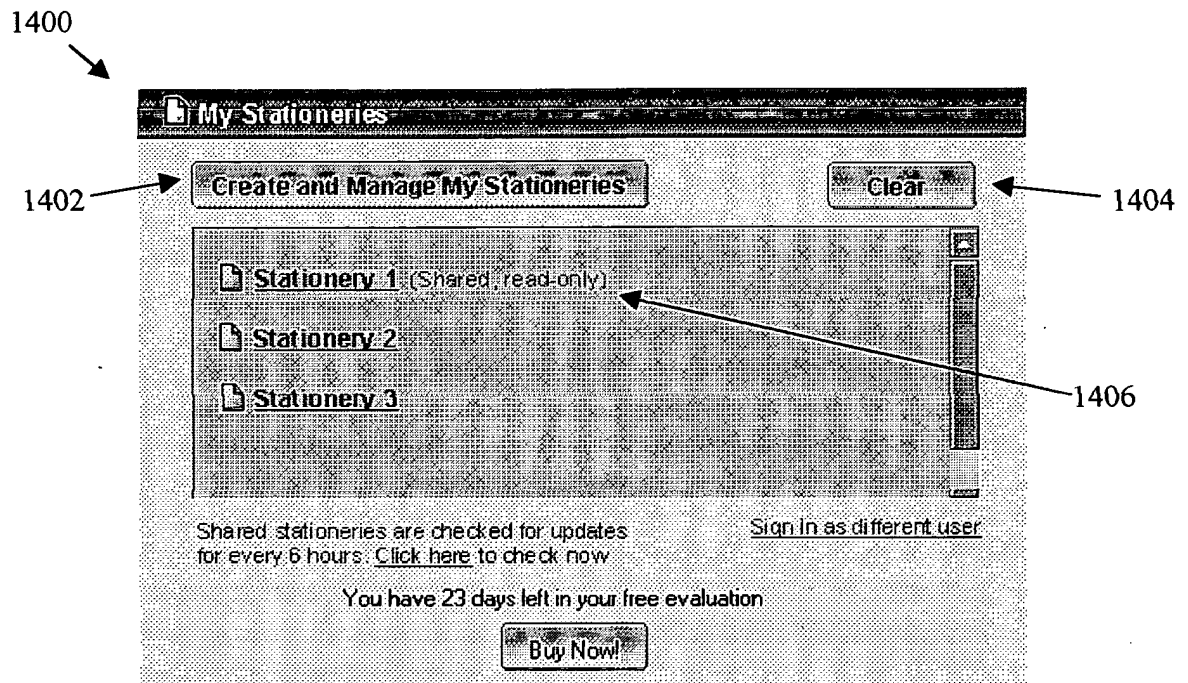 1400
My Stationeries
Create and Manage My Stationeries
Clear
1402
1404
Stationery 1 (Shared, read-only)
Stationery 2
Stationery 3
1406
Shared stationeries are checked for updates
for every 6 hours. Click here to check now
Sign in as different user
You have 23 days left in your free evaluation
Buy Now!